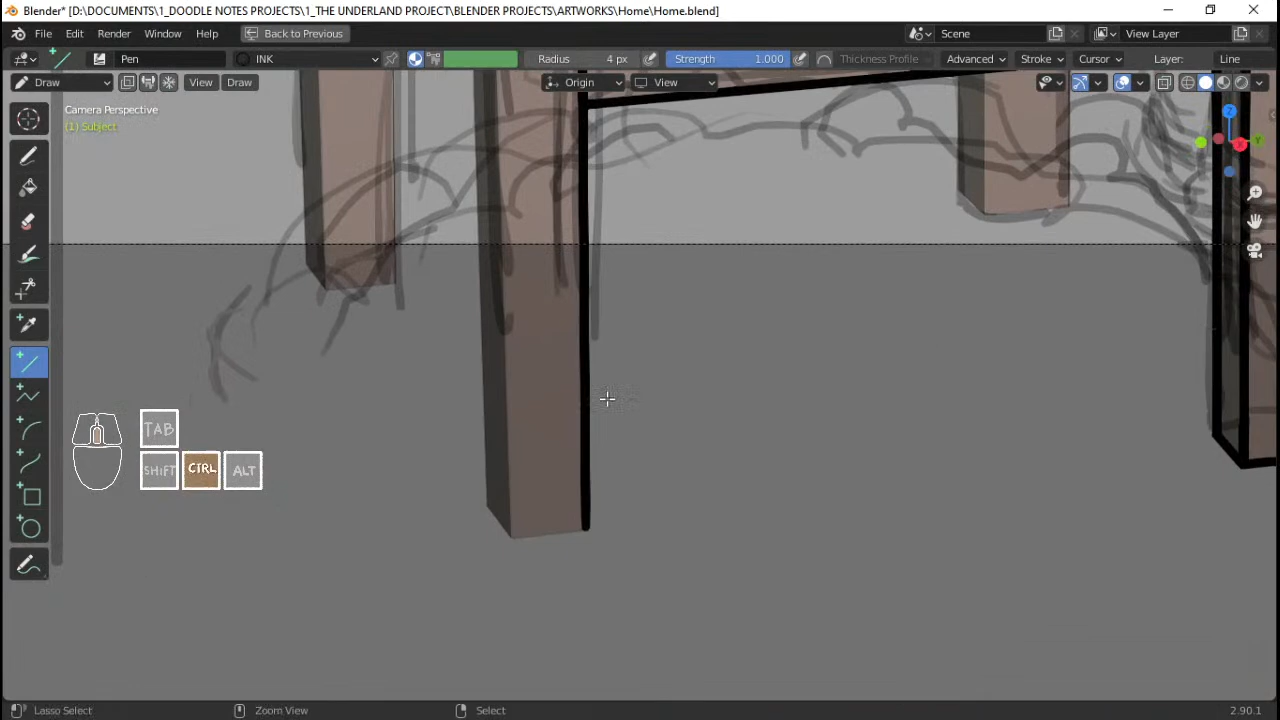 Blender* [D:\DOCUMENTS\1_DOODLE NOTES PROJECTS\1_THE UNDERLAND PROJECT\BLENDER PROJECTS\ARTWORKS\Home\Home.blend]
File Edit Render Window Help Back to Previous Scene View Layer
Pen INK Radius 4 px Strength 1.000 Thickness Profile Advanced Stroke Cursor Layer: Line
Draw View Draw Origin View
Camera Perspective
(1) Subject
Z
X
Y
TAB
SHIFT CTRL ALT
Lasso Select Zoom View Select 2.90.1